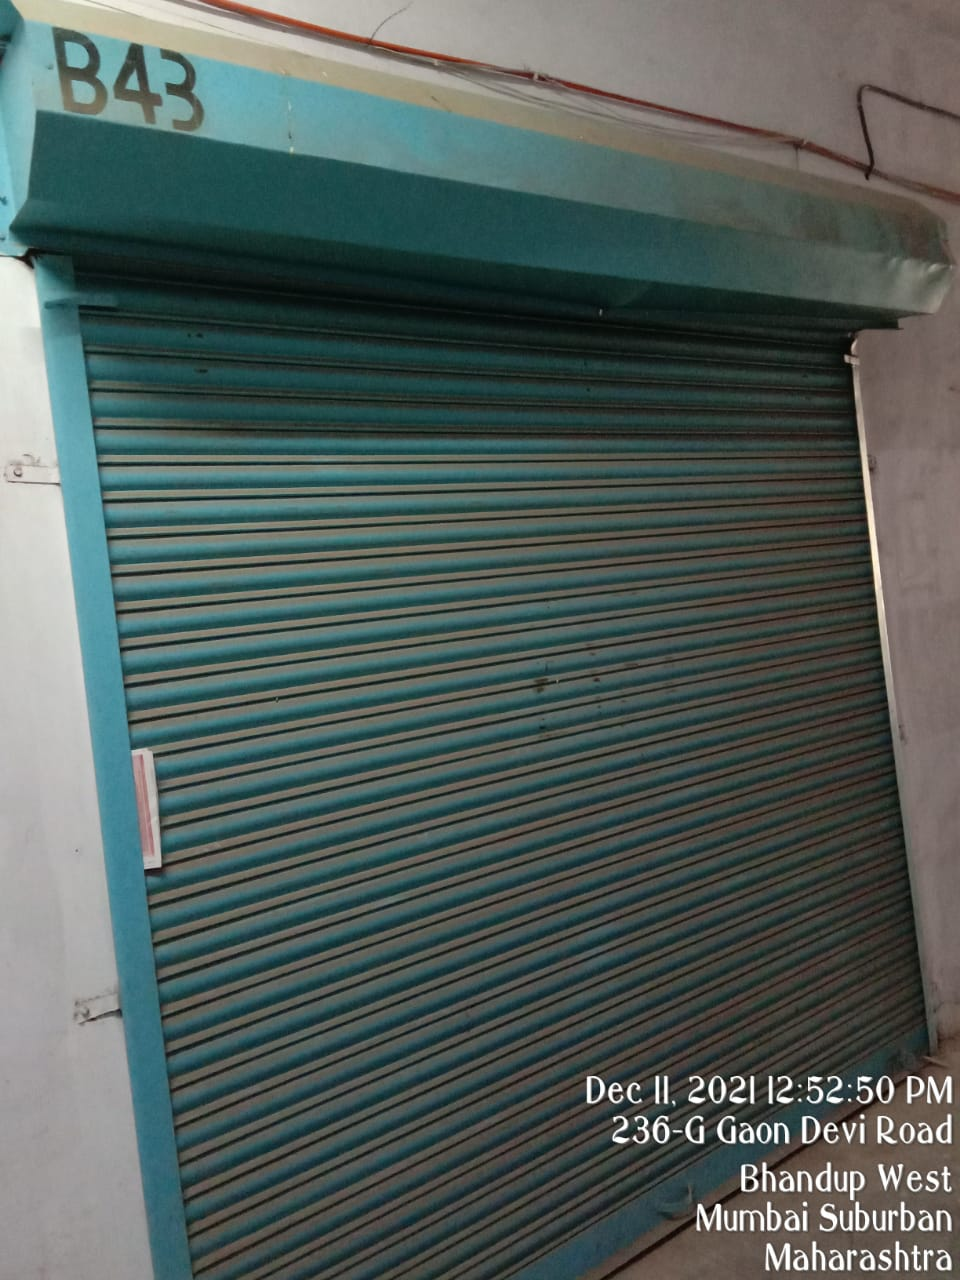 B43
Dec 11, 2021 12:52:50 PM
236-G Gaon Devi Road
Bhandup West
Mumbai Suburban
Maharashtra